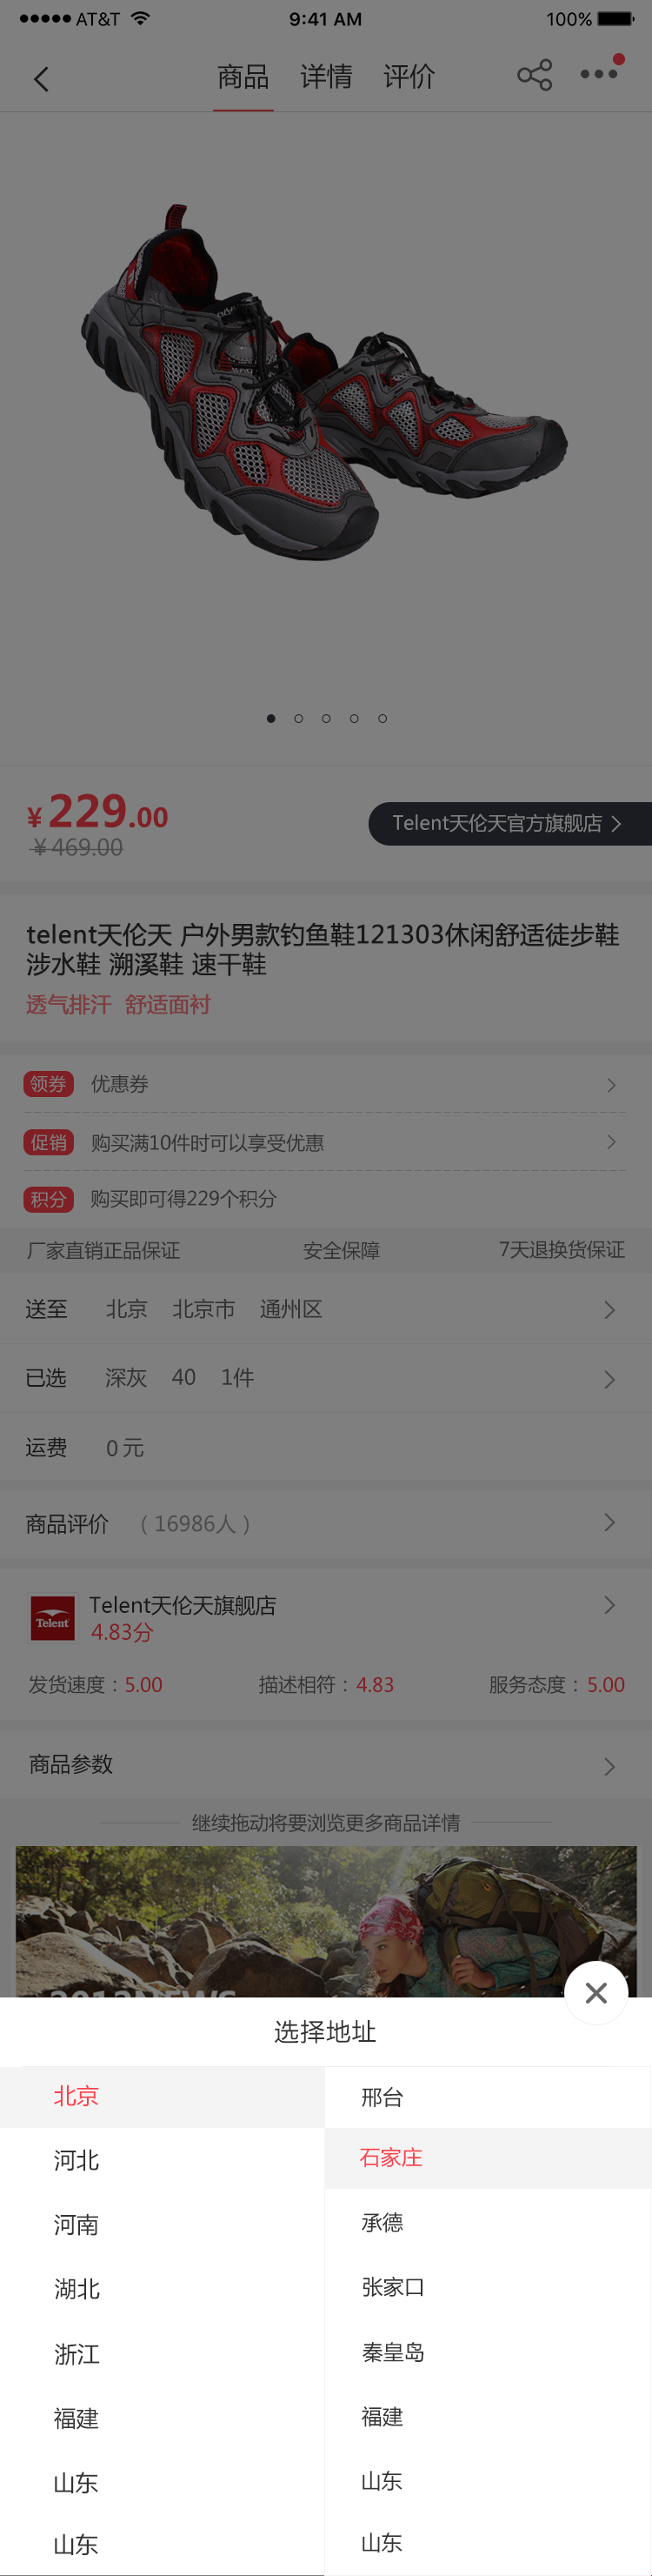 ●●●●● AT&T 9:41 AM 100%
商品 详情 评价
¥229.00
¥469.00
Telent天伦天官方旗舰店
telent天伦天 户外男款钓鱼鞋121303休闲舒适徒步鞋
涉水鞋 溯溪鞋 速干鞋
透气排汗 舒适面衬
领券 优惠券
促销 购买满10件时可以享受优惠
积分 购买即可得229个积分
厂家直销正品保证 安全保障 7天退换货保证
送至 北京 北京市 通州区
已选 深灰 40 1件
运费 0元
商品评价 (16986人)
Telent
Telent天伦天旗舰店
4.83分
发货速度：5.00 描述相符：4.83 服务态度：5.00
商品参数
继续拖动将要浏览更多商品详情
选择地址
北京 邢台
河北 石家庄
河南 承德
湖北 张家口
浙江 秦皇岛
福建 福建
山东 山东
山东 山东